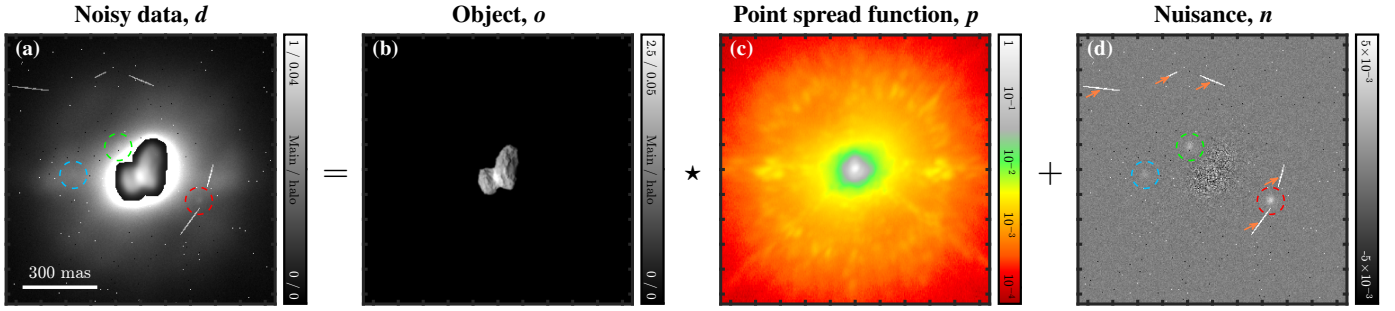 Noisy data, d
Object, o
Point spread function, p
Nuisance, n
(a)
1 / 0.04
Main / halo
0 / 0
300 mas
=
(b)
2.5 / 0.05
Main / halo
0 / 0
★
(c)
1
10⁻¹
10⁻²
10⁻³
10⁻⁴
+
(d)
5×10⁻³
-5×10⁻³